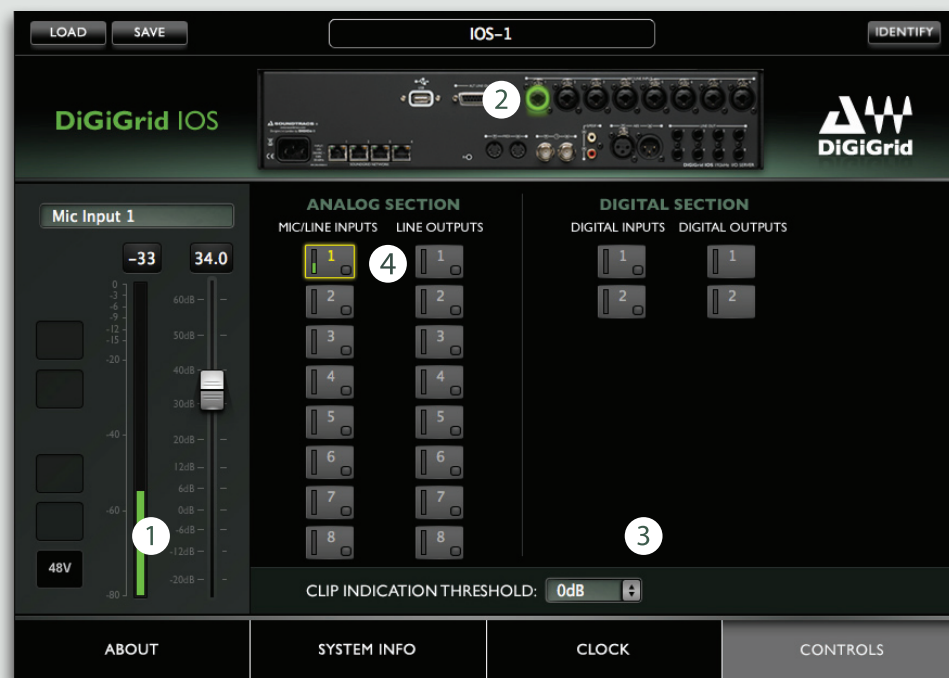 LOAD SAVE IOS-1 IDENTIFY
DiGiGrid IOS
2
DiGiGrid
Mic Input 1
-33 34.0
0
-3
-6
-9
-12
-15
-20
-40
-60
-80
60dB
50dB
40dB
30dB
20dB
12dB
6dB
0dB
-6dB
-12dB
-20dB
48V
1
ANALOG SECTION
MIC/LINE INPUTS LINE OUTPUTS
1 4 1
2 2
3 3
4 4
5 5
6 6
7 7
8 8
DIGITAL SECTION
DIGITAL INPUTS DIGITAL OUTPUTS
1 1
2 2
3
CLIP INDICATION THRESHOLD: 0dB
ABOUT SYSTEM INFO CLOCK CONTROLS